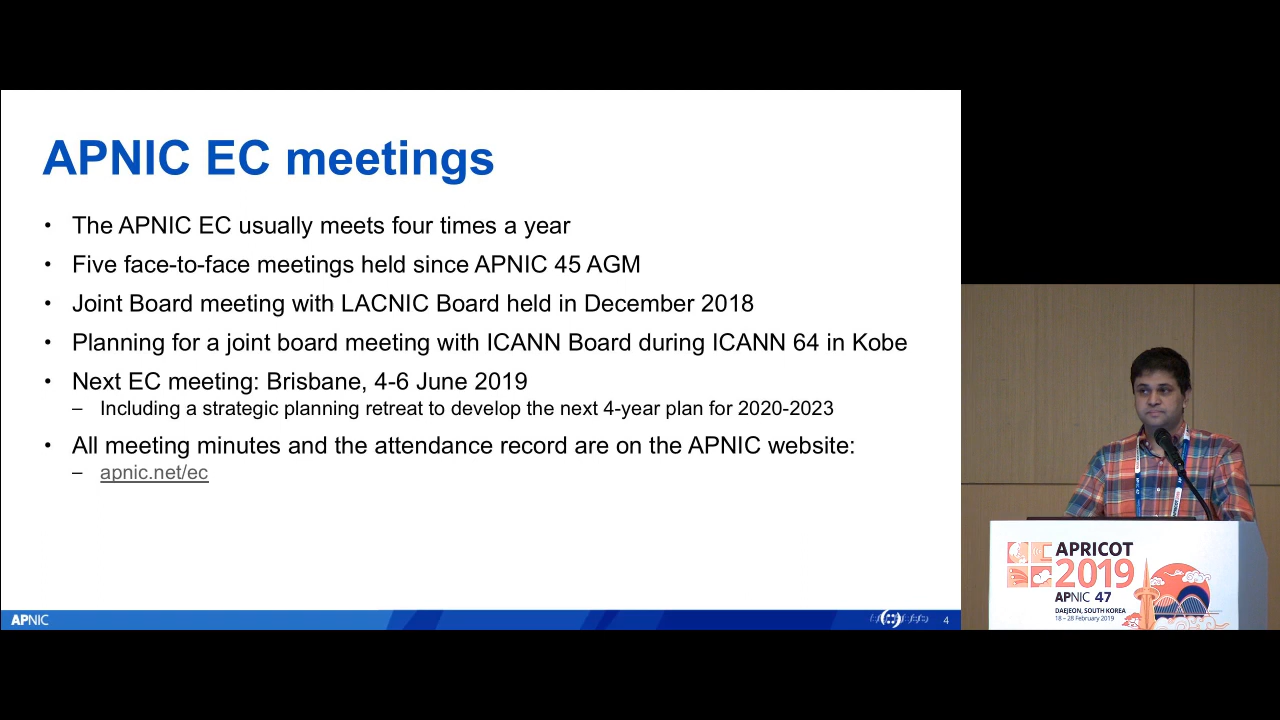 APNIC EC meetings
• The APNIC EC usually meets four times a year
• Five face-to-face meetings held since APNIC 45 AGM
• Joint Board meeting with LACNIC Board held in December 2018
• Planning for a joint board meeting with ICANN Board during ICANN 64 in Kobe
• Next EC meeting: Brisbane, 4-6 June 2019
– Including a strategic planning retreat to develop the next 4-year plan for 2020-2023
• All meeting minutes and the attendance record are on the APNIC website:
– apnic.net/ec
APNIC
4
APRICOT
2019
APNIC 47
DAEJEON, SOUTH KOREA
18 – 28 February 2019